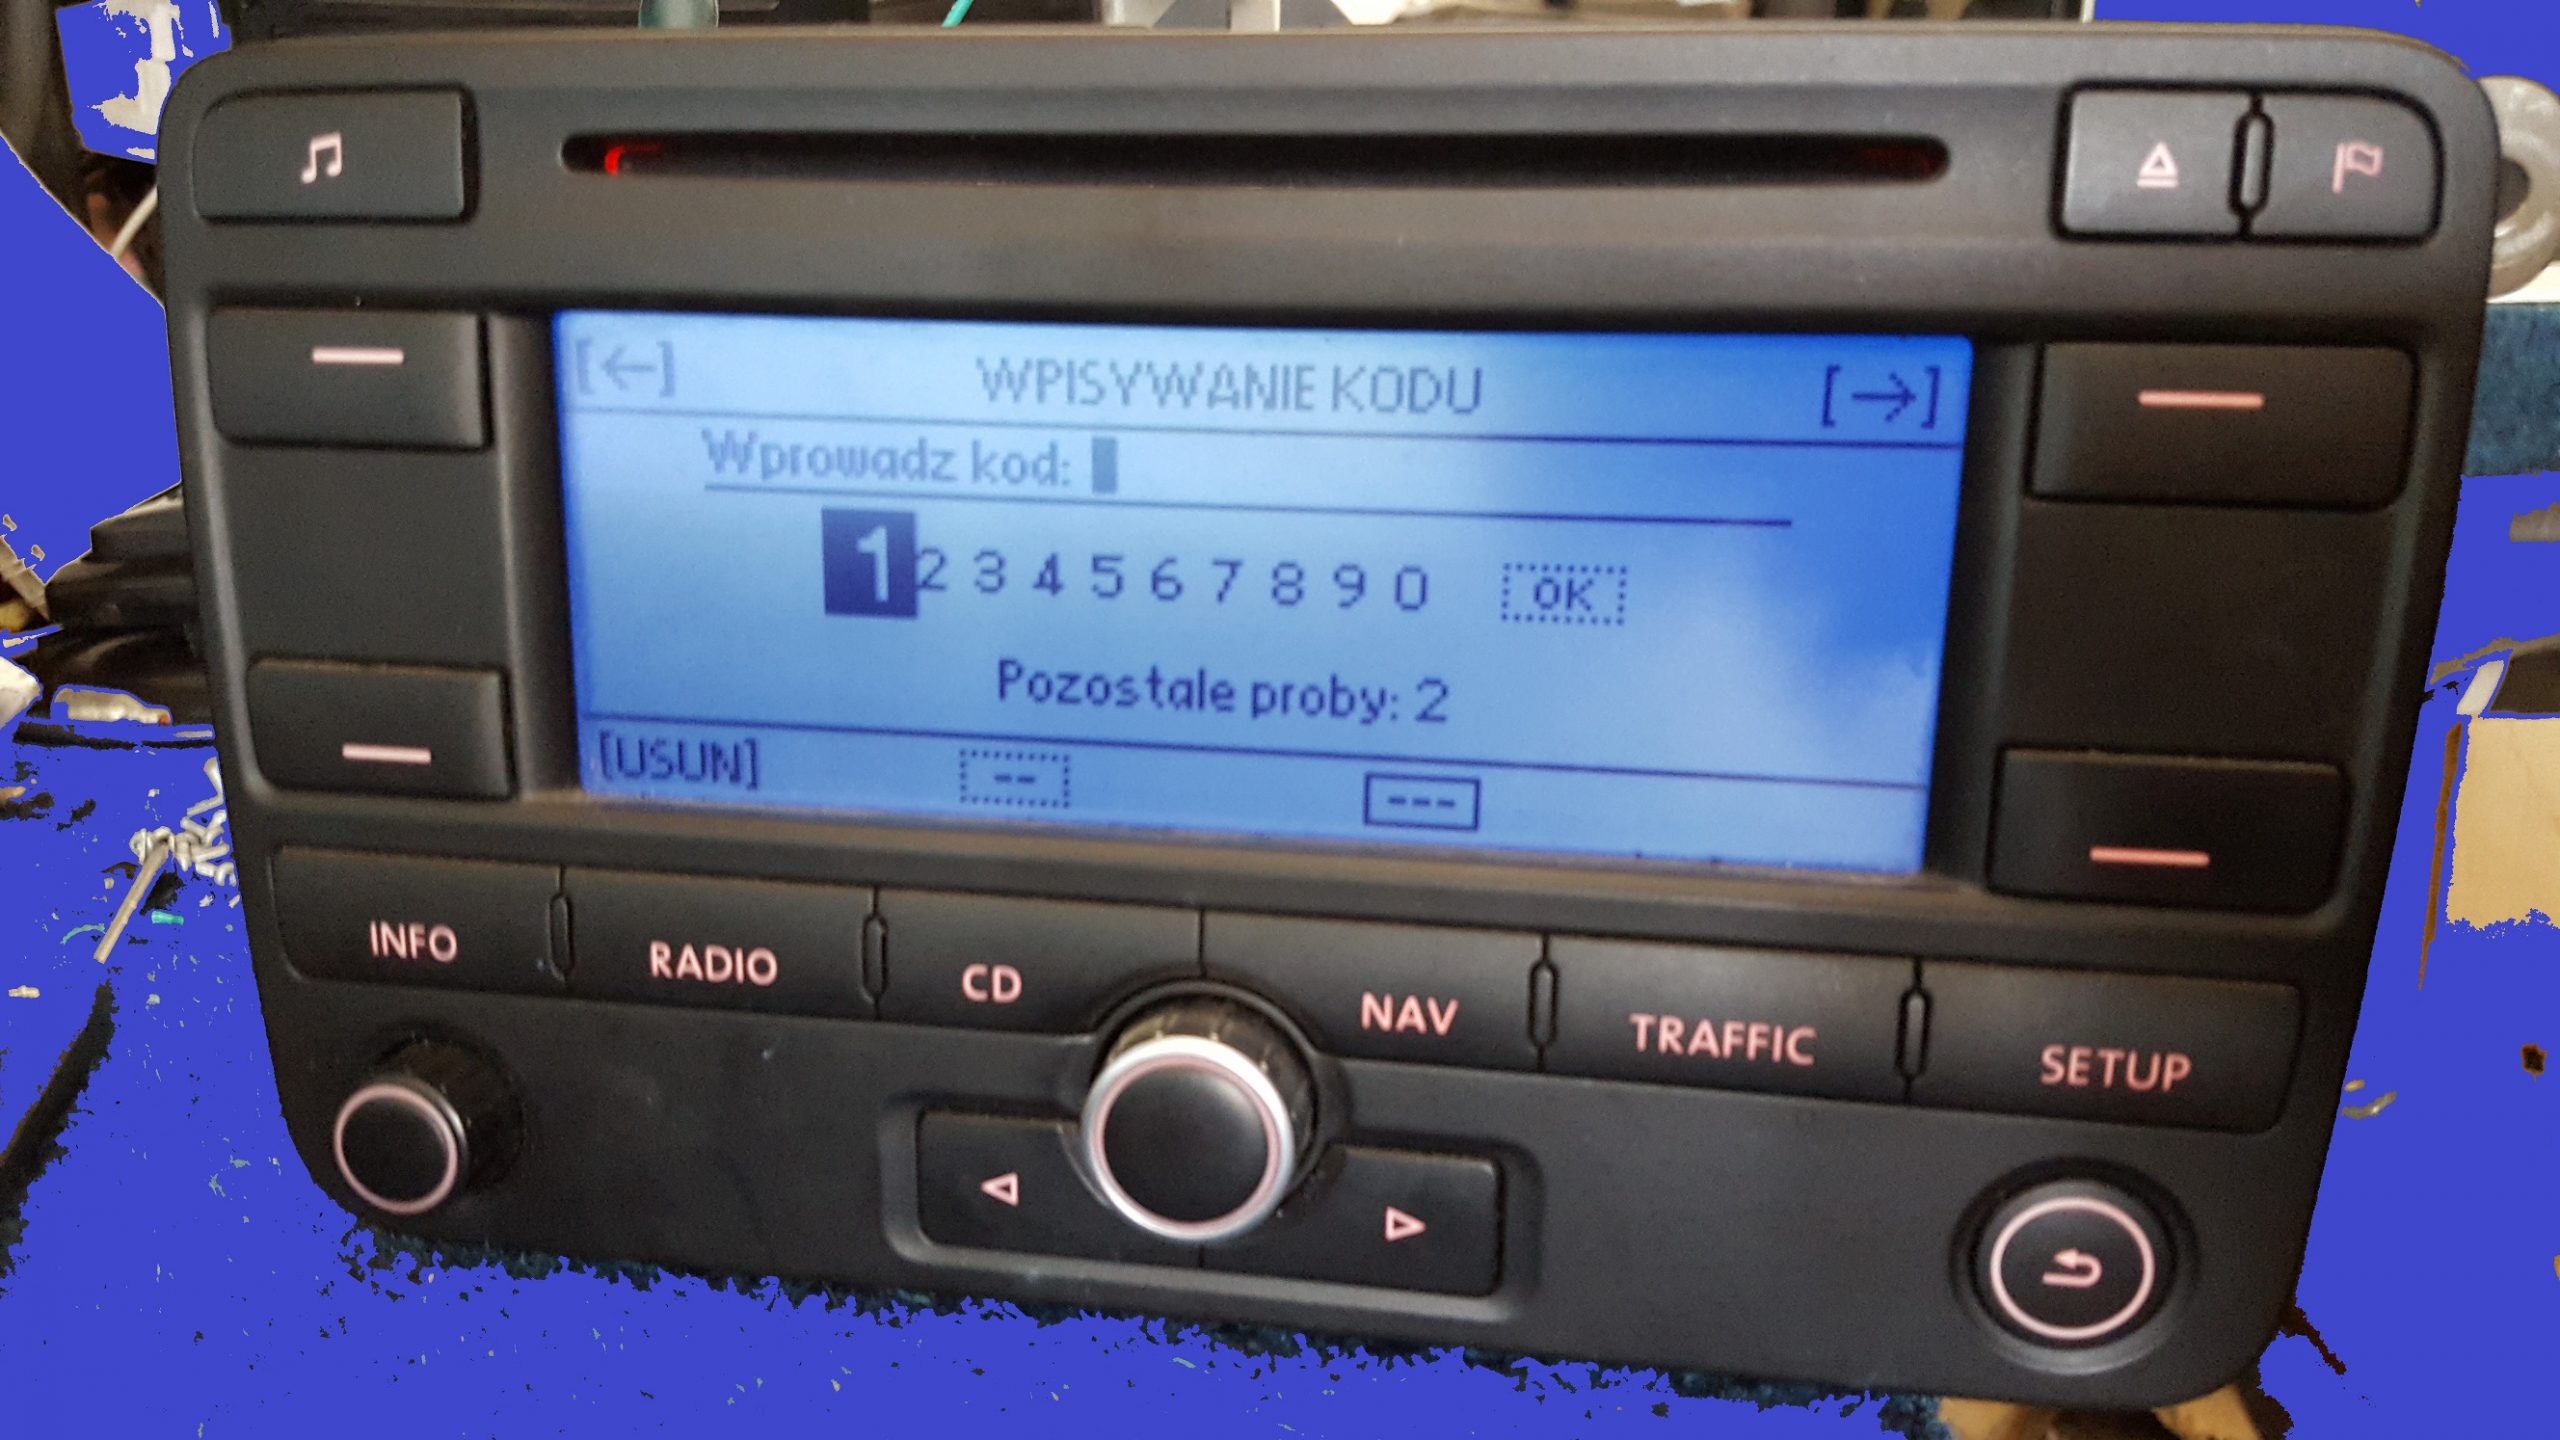 [←] WPISYWANIE KODU [→]
Wprowadz kod:
1 2 3 4 5 6 7 8 9 0 OK
Pozostale proby: 2
[USUN] -- ---
INFO RADIO CD NAV TRAFFIC SETUP